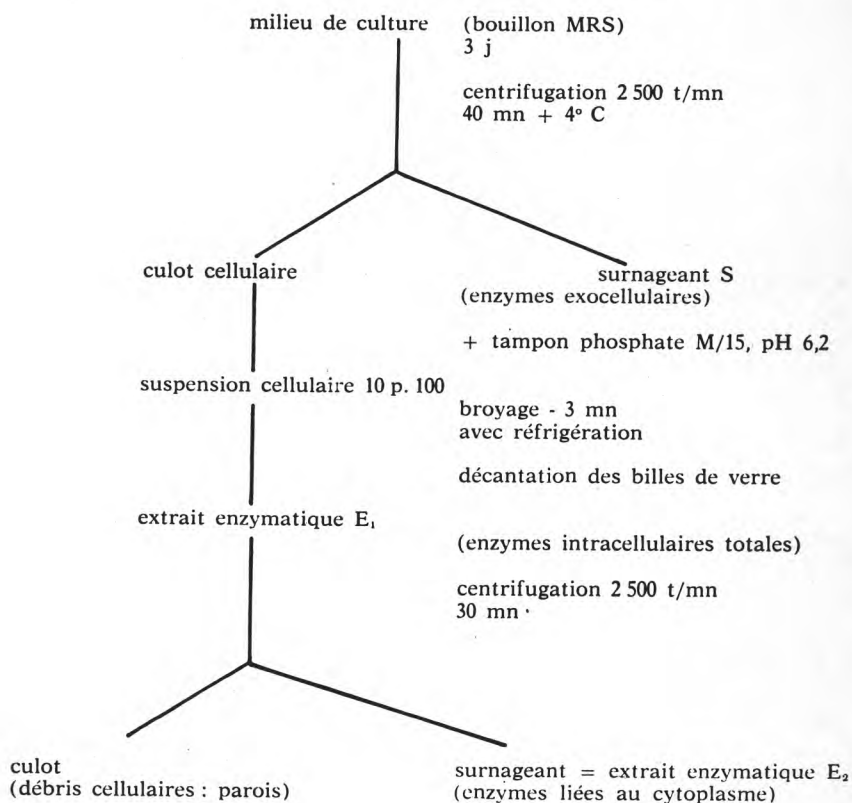 milieu de culture (bouillon MRS)
3 j
centrifugation 2 500 t/mn
40 mn + 4° C
culot cellulaire
surnageant S
(enzymes exocellulaires)
+ tampon phosphate M/15, pH 6,2
suspension cellulaire 10 p. 100
broyage - 3 mn
avec réfrigération
décantation des billes de verre
extrait enzymatique E₁
(enzymes intracellulaires totales)
centrifugation 2 500 t/mn
30 mn
culot
(débris cellulaires : parois)
surnageant = extrait enzymatique E₂
(enzymes liées au cytoplasme)